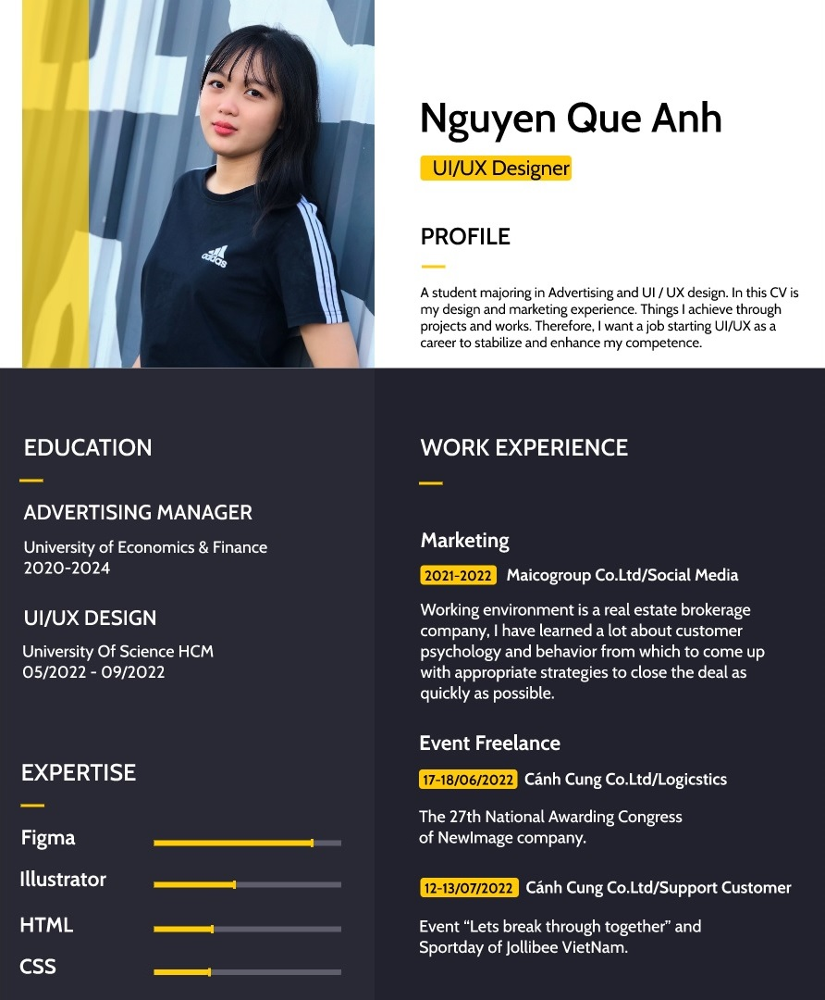 adidas
Nguyen Que Anh
UI/UX Designer
PROFILE
A student majoring in Advertising and UI / UX design. In this CV is
my design and marketing experience. Things I achieve through
projects and works. Therefore, I want a job starting UI/UX as a
career to stabilize and enhance my competence.
EDUCATION
ADVERTISING MANAGER
University of Economics & Finance
2020-2024
UI/UX DESIGN
University Of Science HCM
05/2022 - 09/2022
EXPERTISE
Figma
Illustrator
HTML
CSS
WORK EXPERIENCE
Marketing
2021-2022 Maicogroup Co.Ltd/Social Media
Working environment is a real estate brokerage
company, I have learned a lot about customer
psychology and behavior from which to come up
with appropriate strategies to close the deal as
quickly as possible.
Event Freelance
17-18/06/2022 Cánh Cung Co.Ltd/Logicstics
The 27th National Awarding Congress
of NewImage company.
12-13/07/2022 Cánh Cung Co.Ltd/Support Customer
Event “Lets break through together” and
Sportday of Jollibee VietNam.